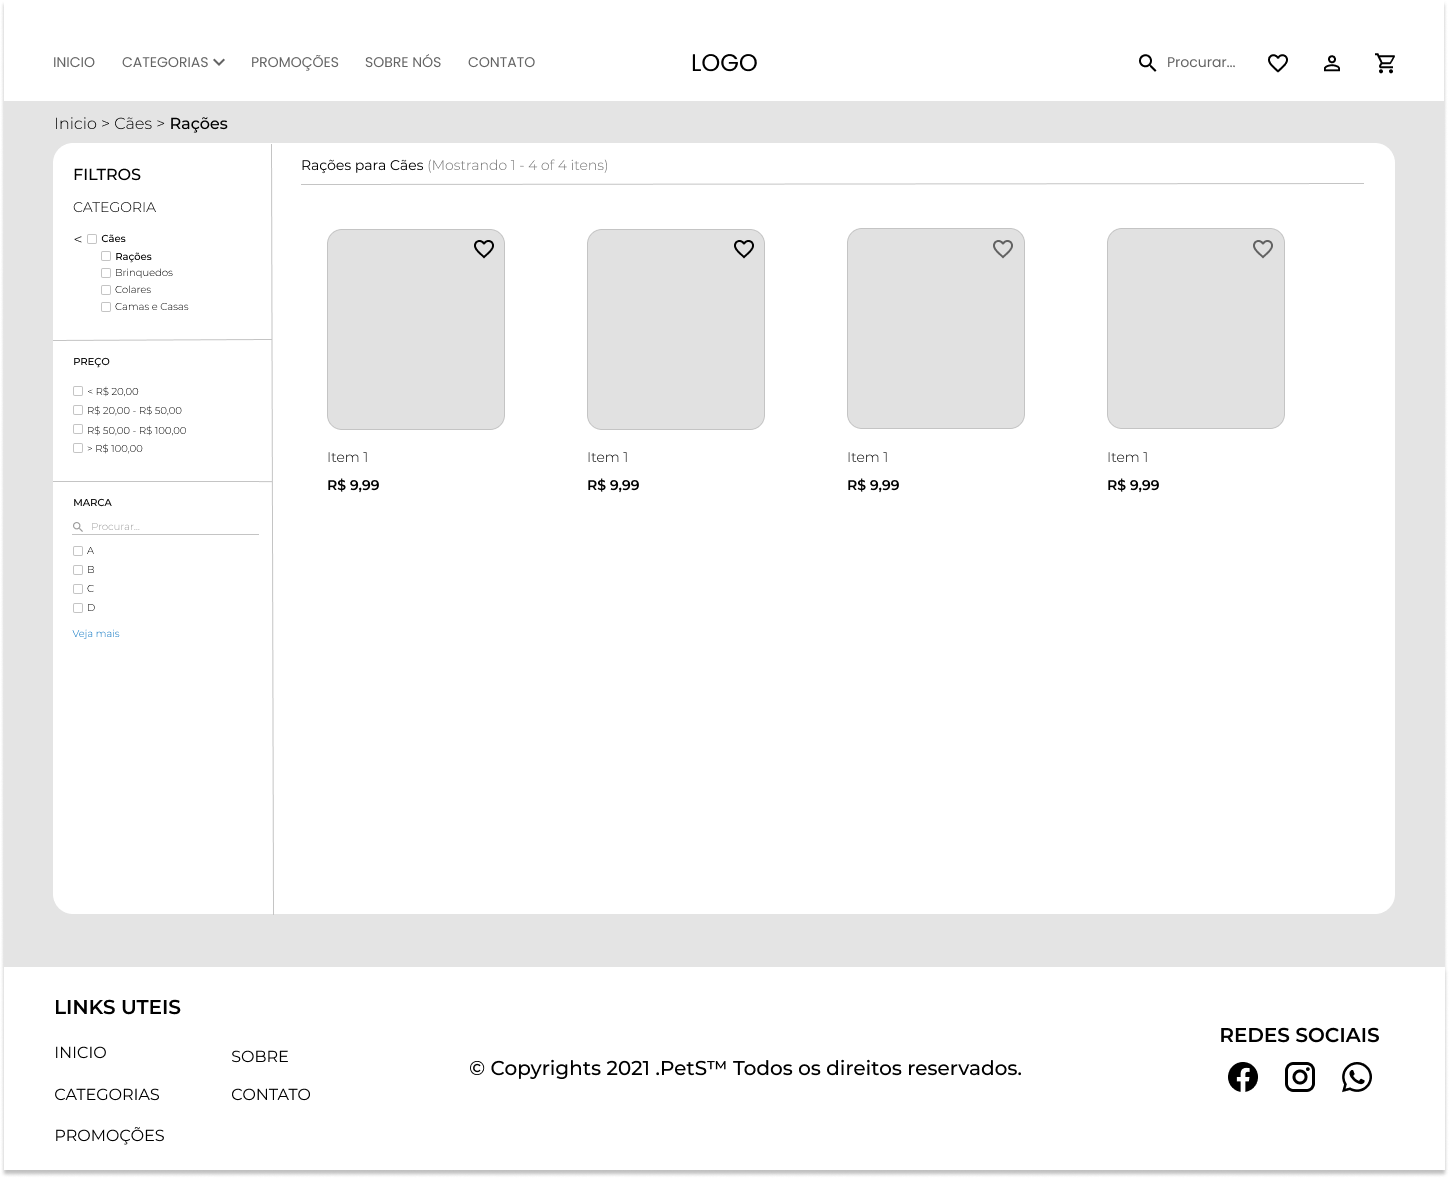 INICIO CATEGORIAS PROMOÇÕES SOBRE NÓS CONTATO LOGO Procurar...
Inicio > Cães > Rações
FILTROS
CATEGORIA
< Cães
Rações
Brinquedos
Colares
Camas e Casas
PREÇO
< R$ 20,00
R$ 20,00 - R$ 50,00
R$ 50,00 - R$ 100,00
> R$ 100,00
MARCA
Procurar...
A
B
C
D
Veja mais
Rações para Cães (Mostrando 1 - 4 of 4 itens)
Item 1 Item 1 Item 1 Item 1
R$ 9,99 R$ 9,99 R$ 9,99 R$ 9,99
LINKS UTEIS
INICIO
CATEGORIAS
PROMOÇÕES
SOBRE
CONTATO
© Copyrights 2021 .PetS™ Todos os direitos reservados.
REDES SOCIAIS